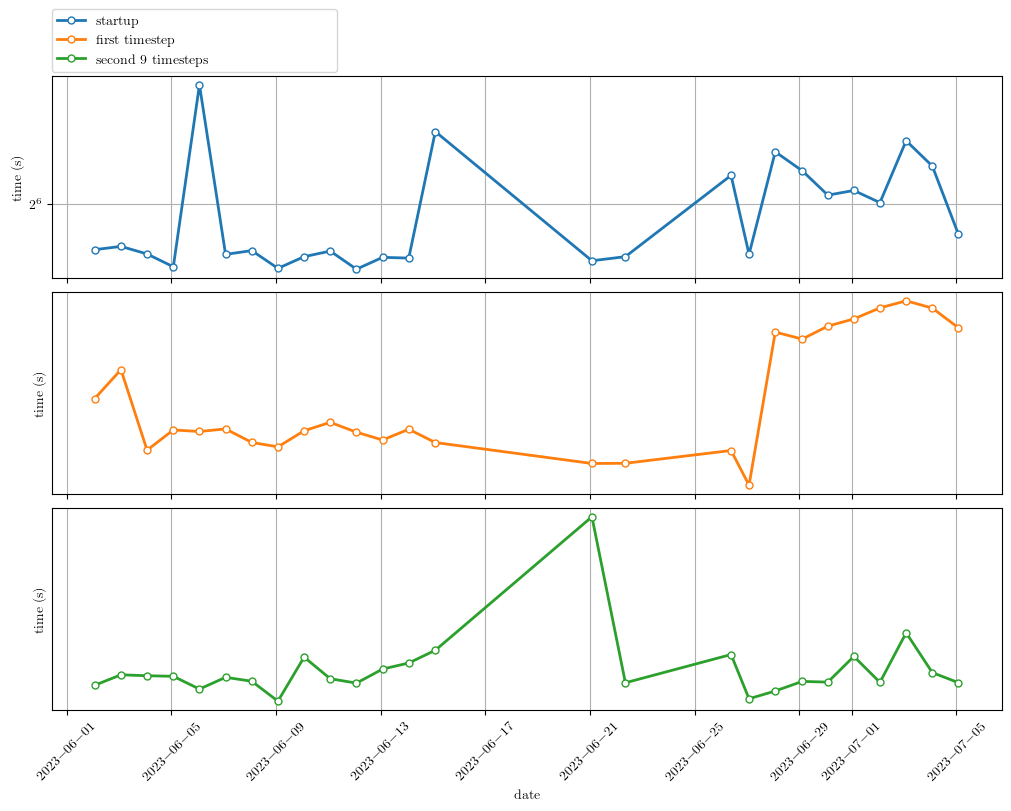 startup
first timestep
second 9 timesteps
time (s)
2⁶
time (s)
time (s)
2023−06−01
2023−06−05
2023−06−09
2023−06−13
2023−06−17
2023−06−21
2023−06−25
2023−06−29
2023−07−01
2023−07−05
date